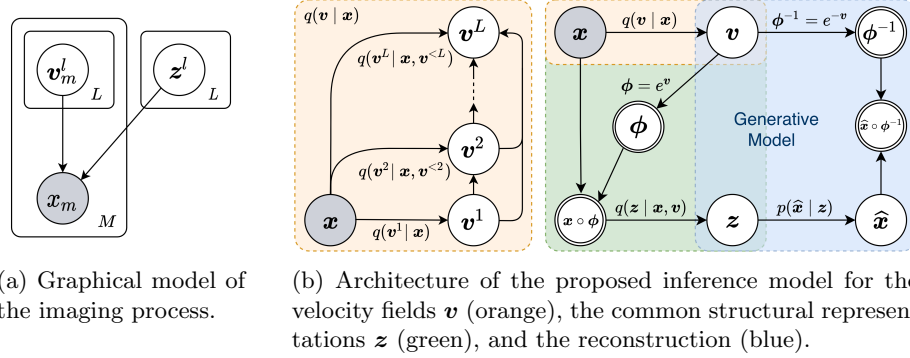 v_m^l
L
z^l
L
x_m
M
q(v | x)
v^L
q(v^L | x, v^{<L})
v^2
q(v^2 | x, v^{<2})
x
q(v^1 | x)
v^1
x
q(v | x)
v
ϕ^{-1} = e^{-v}
ϕ^{-1}
ϕ = e^v
ϕ
Generative
Model
x̂ ∘ ϕ^{-1}
x ∘ ϕ
q(z | x, v)
z
p(x̂ | z)
x̂
a) Graphical model of
the imaging process.
(b) Architecture of the proposed inference model for the
velocity fields v (orange), the common structural represen-
tations z (green), and the reconstruction (blue).